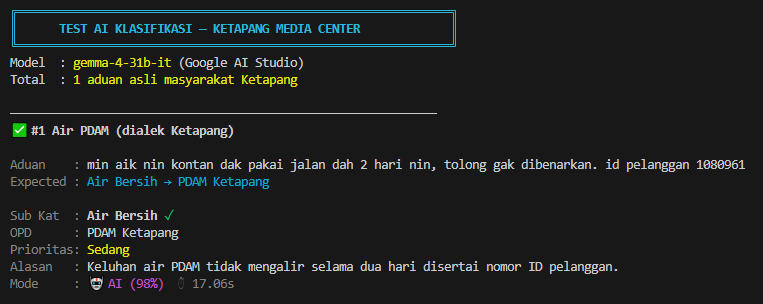 TEST AI KLASIFIKASI — KETAPANG MEDIA CENTER
Model : gemma-4-31b-it (Google AI Studio)
Total : 1 aduan asli masyarakat Ketapang
✅ #1 Air PDAM (dialek Ketapang)
Aduan : min aik nin kontan dak pakai jalan dah 2 hari nin, tolong gak dibenarkan. id pelanggan 1080961
Expected : Air Bersih → PDAM Ketapang
Sub Kat : Air Bersih ✓
OPD : PDAM Ketapang
Prioritas: Sedang
Alasan : Keluhan air PDAM tidak mengalir selama dua hari disertai nomor ID pelanggan.
Mode : 🤖 AI (98%) 17.06s